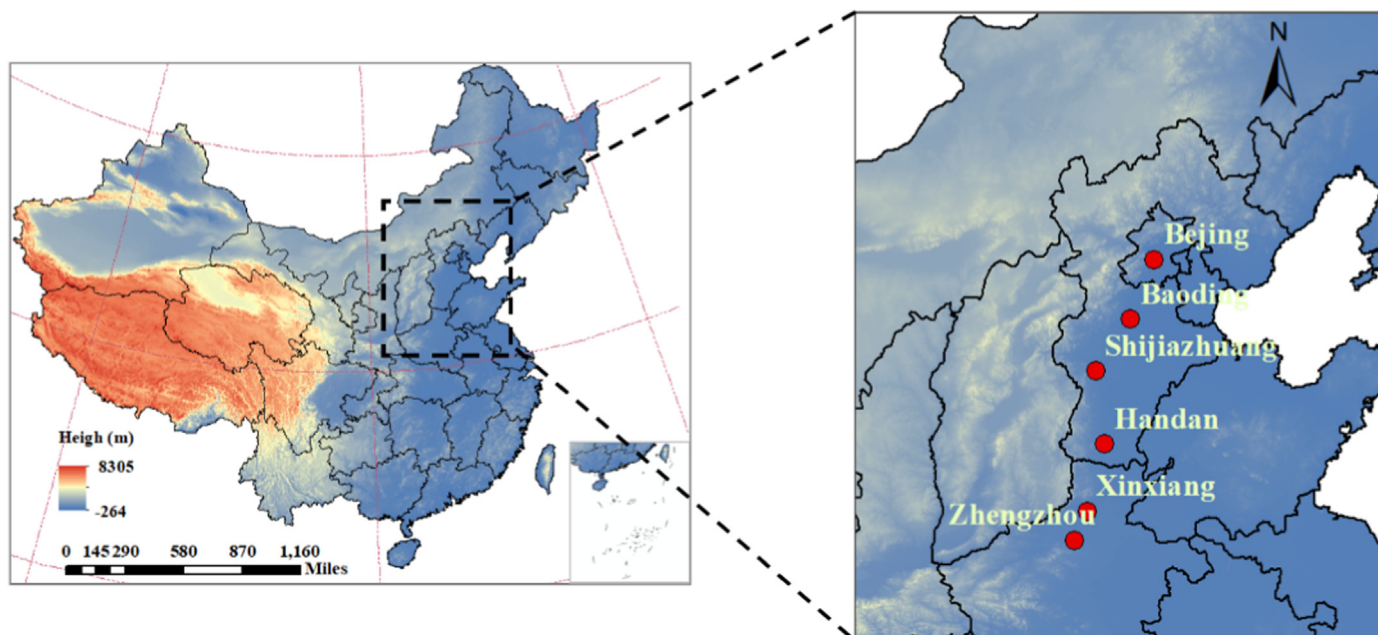 Heigh (m)
8305
-264
0 145 290 580 870 1,160
Miles
N
Bejing
Baoding
Shijiazhuang
Handan
Xinxiang
Zhengzhou